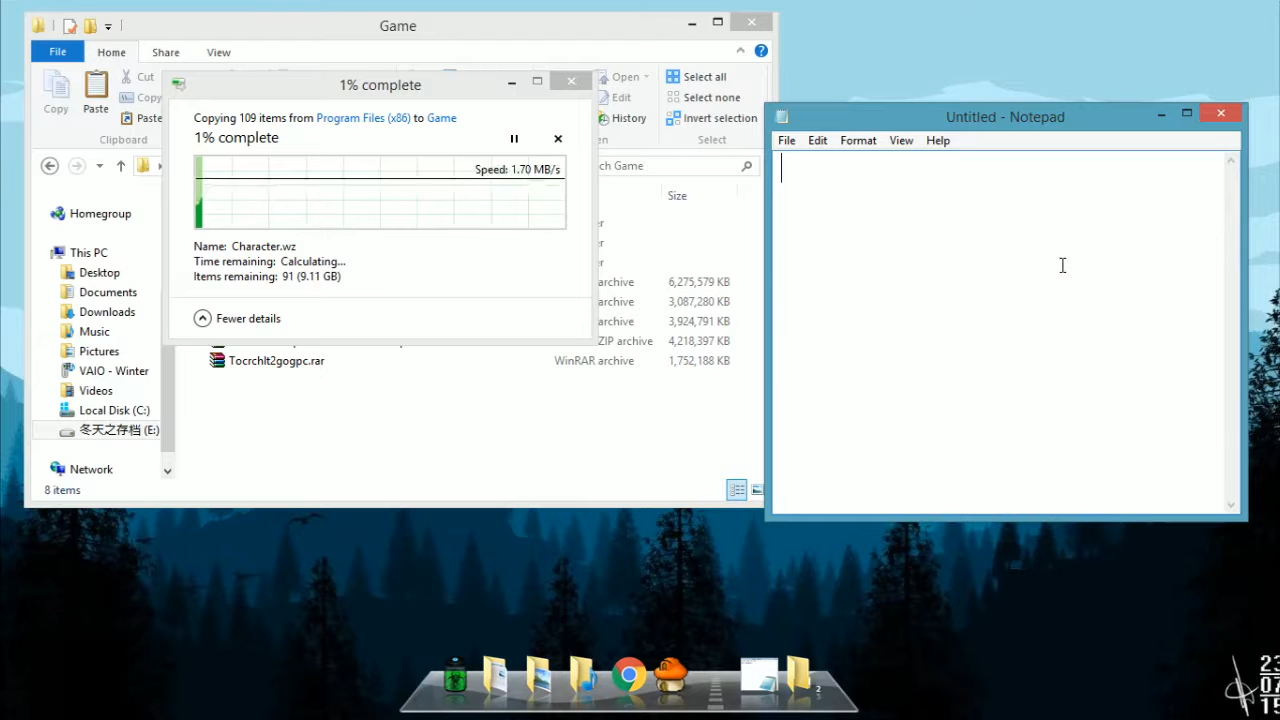 Game
File
Home
Share
View
Copy
Paste
Cut
Copy
Paste
Clipboard
Open
Edit
History
Select all
Select none
Invert selection
Select
1% complete
Copying 109 items from Program Files (x86) to Game
1% complete
Speed: 1.70 MB/s
Name: Character.wz
Time remaining: Calculating...
Items remaining: 91 (9.11 GB)
Fewer details
ch Game
Size
archive 6,275,579 KB
archive 3,087,280 KB
archive 3,924,791 KB
ZIP archive 4,218,397 KB
Tocrchlt2gogpc.rar WinRAR archive 1,752,188 KB
Homegroup
This PC
Desktop
Documents
Downloads
Music
Pictures
VAIO - Winter
Videos
Local Disk (C:)
冬天之存档 (E:)
Network
8 items
Untitled - Notepad
File Edit Format View Help
2
23
07
15